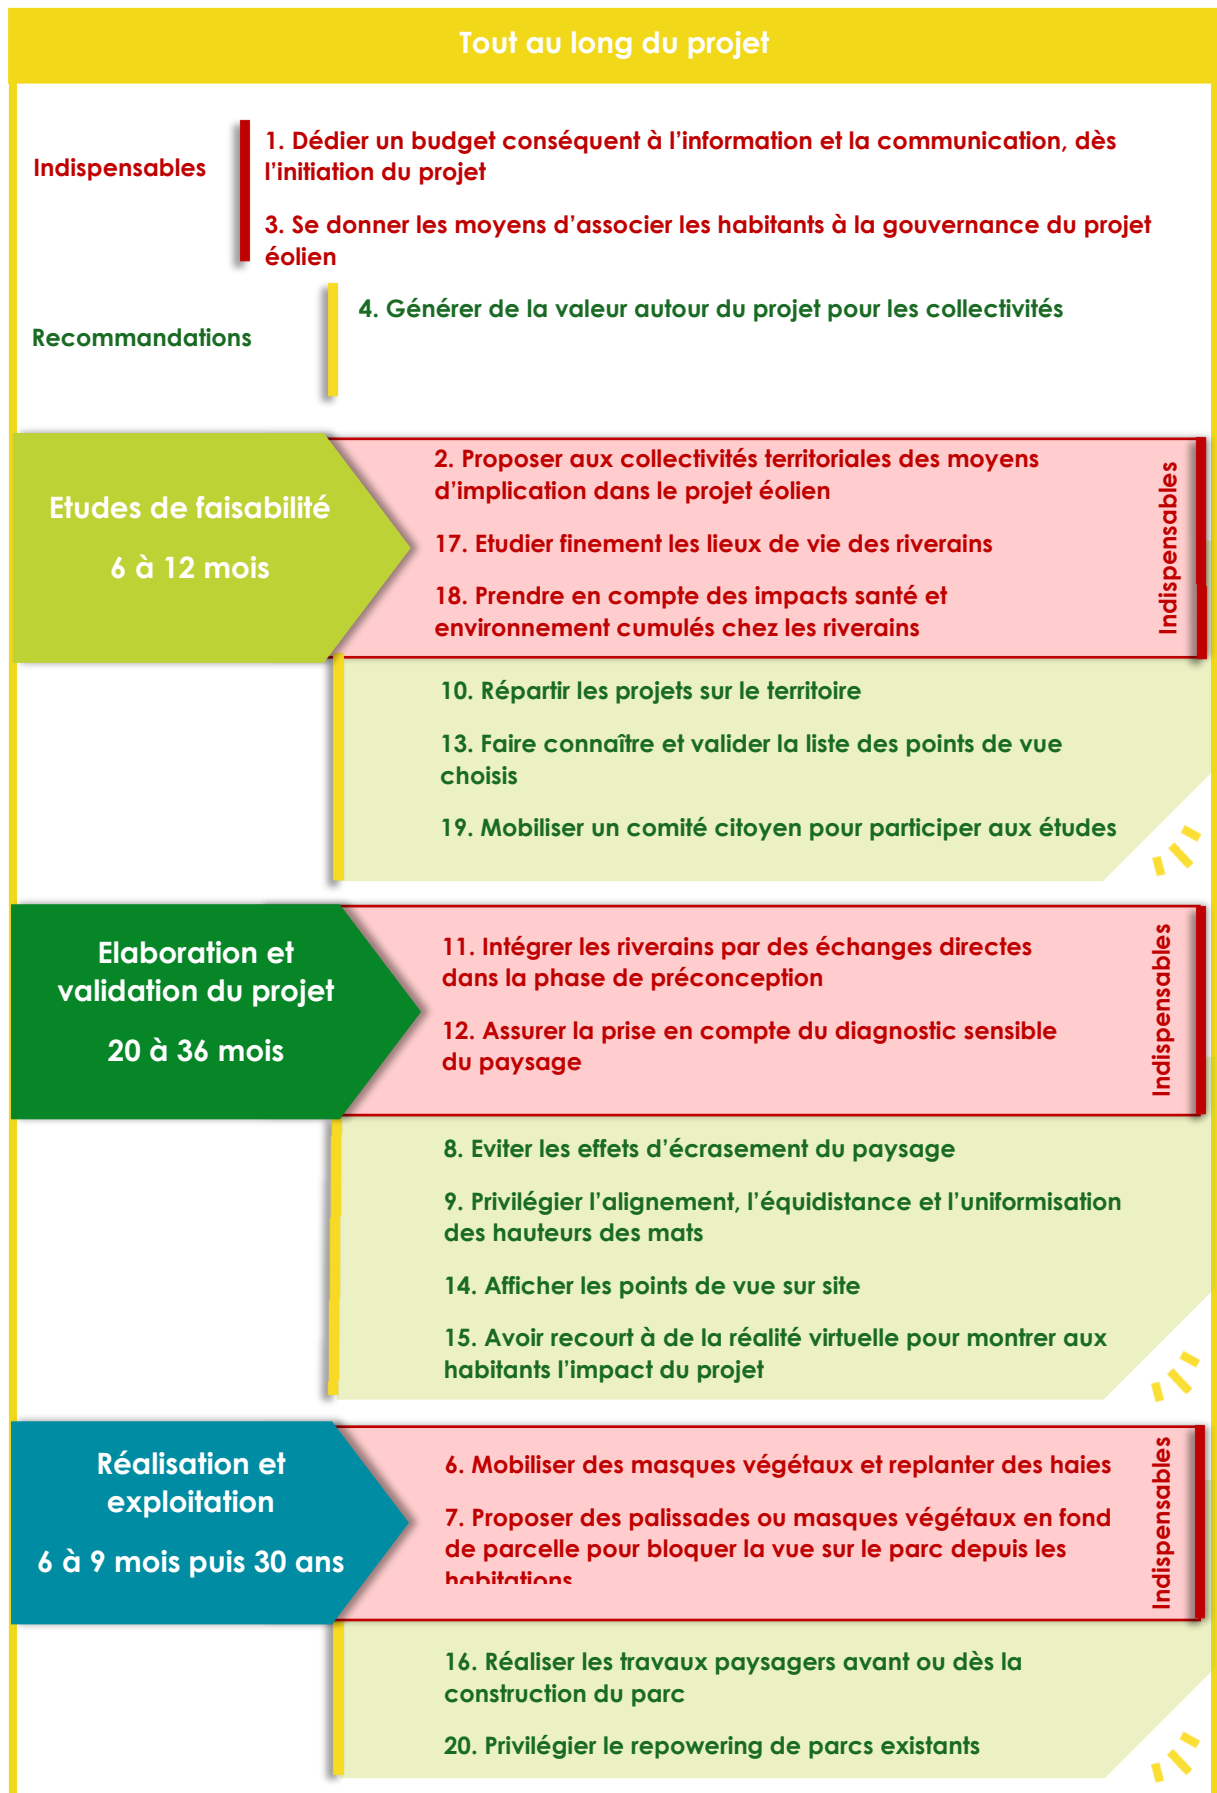 Tout au long du projet
Indispensables
1. Dédier un budget conséquent à l’information et la communication, dès
l’initiation du projet
3. Se donner les moyens d’associer les habitants à la gouvernance du projet
éolien
Recommandations
4. Générer de la valeur autour du projet pour les collectivités
Etudes de faisabilité
6 à 12 mois
2. Proposer aux collectivités territoriales des moyens
d’implication dans le projet éolien
17. Etudier finement les lieux de vie des riverains
18. Prendre en compte des impacts santé et
environnement cumulés chez les riverains
Indispensables
10. Répartir les projets sur le territoire
13. Faire connaître et valider la liste des points de vue
choisis
19. Mobiliser un comité citoyen pour participer aux études
Elaboration et
validation du projet
20 à 36 mois
11. Intégrer les riverains par des échanges directes
dans la phase de préconception
12. Assurer la prise en compte du diagnostic sensible
du paysage
Indispensables
8. Eviter les effets d’écrasement du paysage
9. Privilégier l’alignement, l’équidistance et l’uniformisation
des hauteurs des mats
14. Afficher les points de vue sur site
15. Avoir recourt à de la réalité virtuelle pour montrer aux
habitants l’impact du projet
Réalisation et
exploitation
6 à 9 mois puis 30 ans
6. Mobiliser des masques végétaux et replanter des haies
7. Proposer des palissades ou masques végétaux en fond
de parcelle pour bloquer la vue sur le parc depuis les
habitations
Indispensables
16. Réaliser les travaux paysagers avant ou dès la
construction du parc
20. Privilégier le repowering de parcs existants